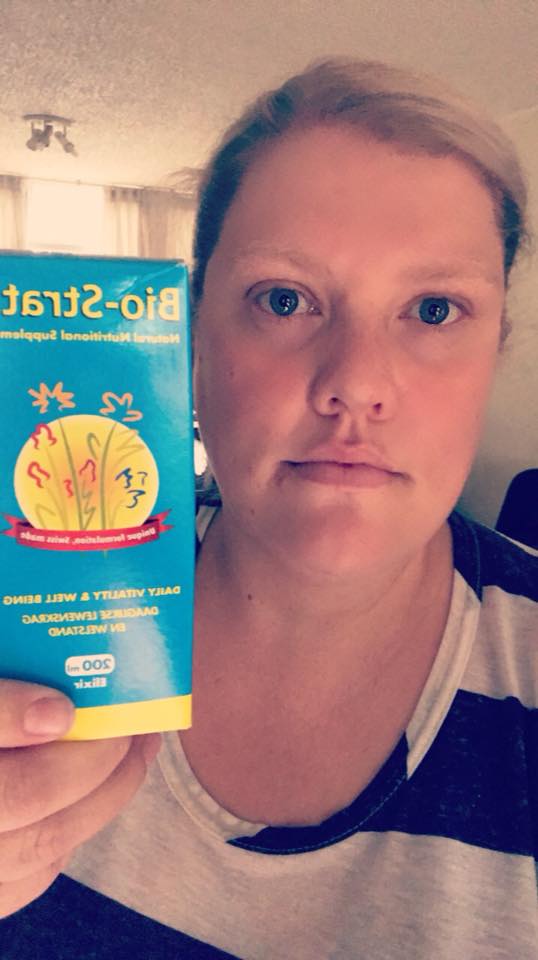 Bio-Strat
Natural Nutritional Supplem
Unique formulation, Swiss made
DAILY VITALITY & WELL BEING
DAAGLIKSE LEWENSKRAG
EN WELSTAND
200 ml
Elixir